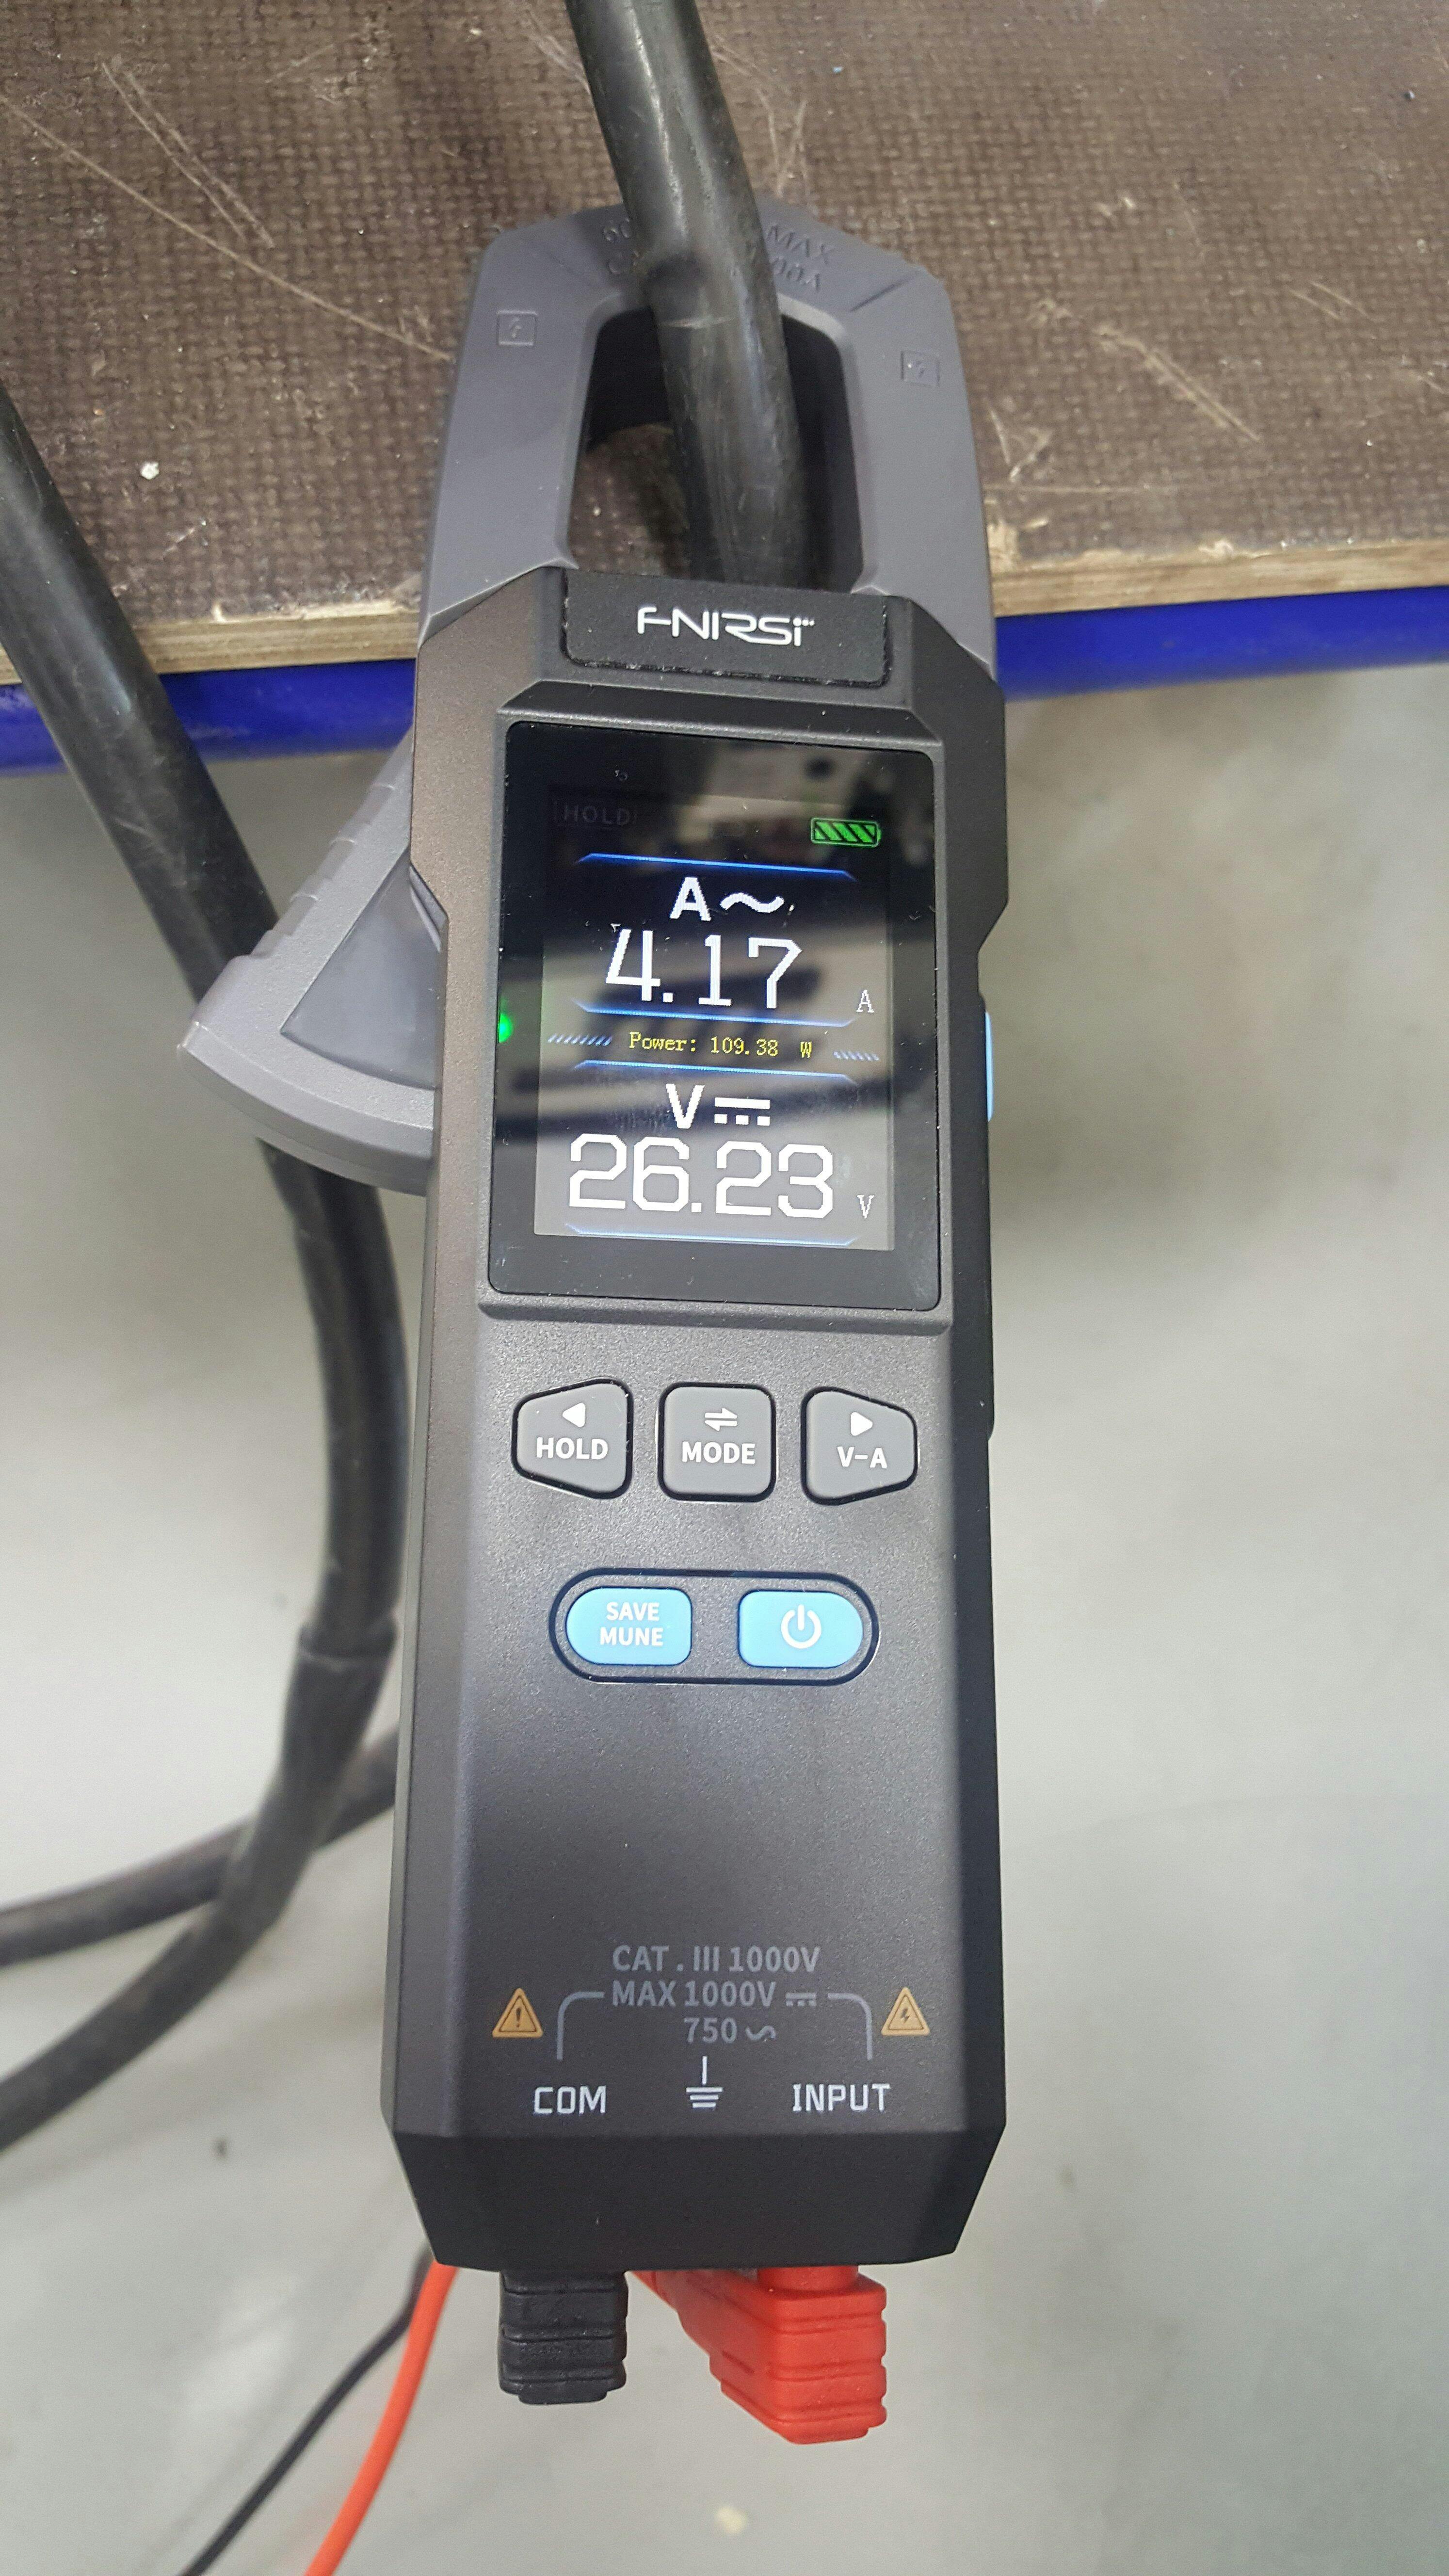 MAX
FNIRSI
HOLD
A~
4.17 A
Power: 109.38 W
V⎓
26.23 V
HOLD
MODE
V-A
SAVE
MUNE
CAT. III 1000V
MAX 1000V ⎓
750 ~
COM
INPUT